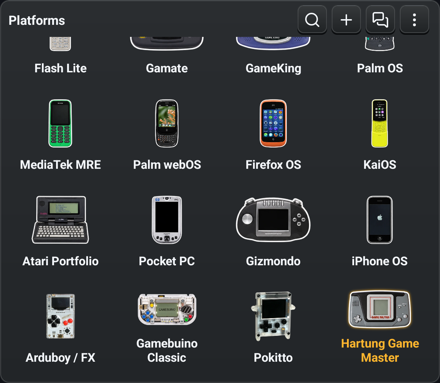 Platforms
Flash Lite
Gamate
GameKing
Palm OS
MediaTek MRE
Palm webOS
Firefox OS
KaiOS
Atari Portfolio
Pocket PC
Gizmondo
iPhone OS
Arduboy / FX
Gamebuino
Classic
Pokitto
Hartung Game
Master